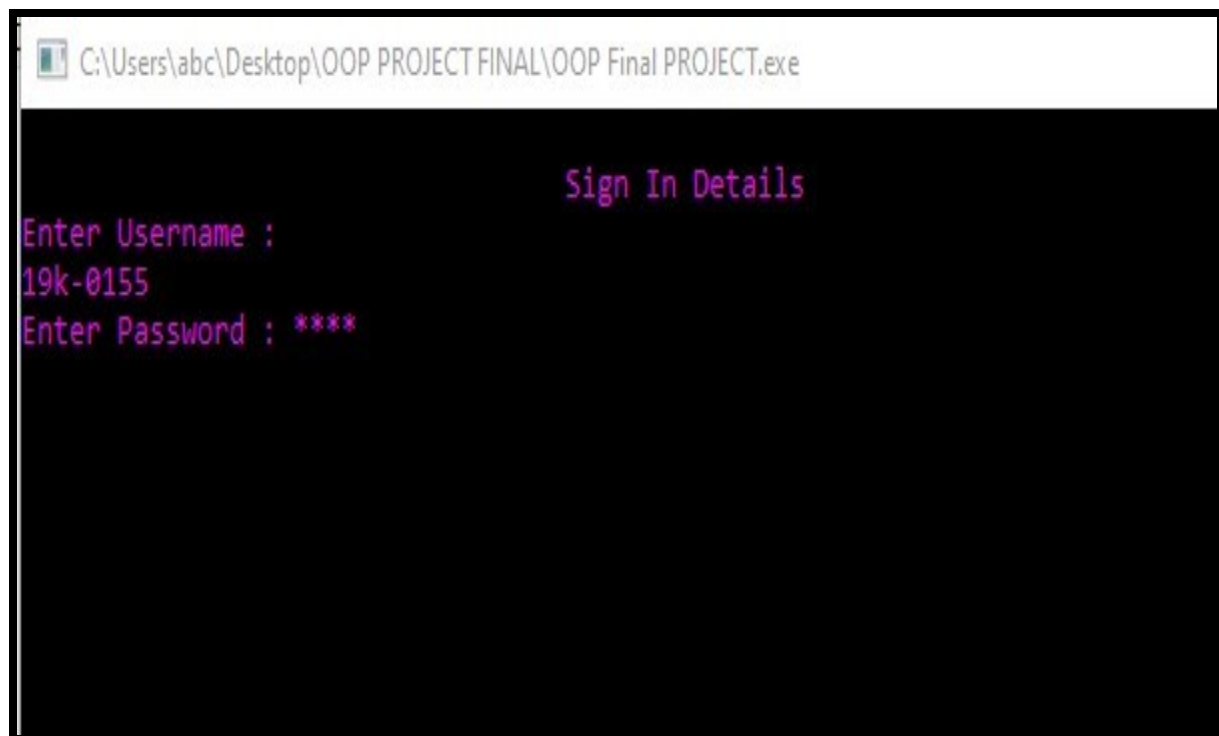 C:\Users\abc\Desktop\OOP PROJECT FINAL\OOP Final PROJECT.exe
Sign In Details
Enter Username :
19k-0155
Enter Password : ****